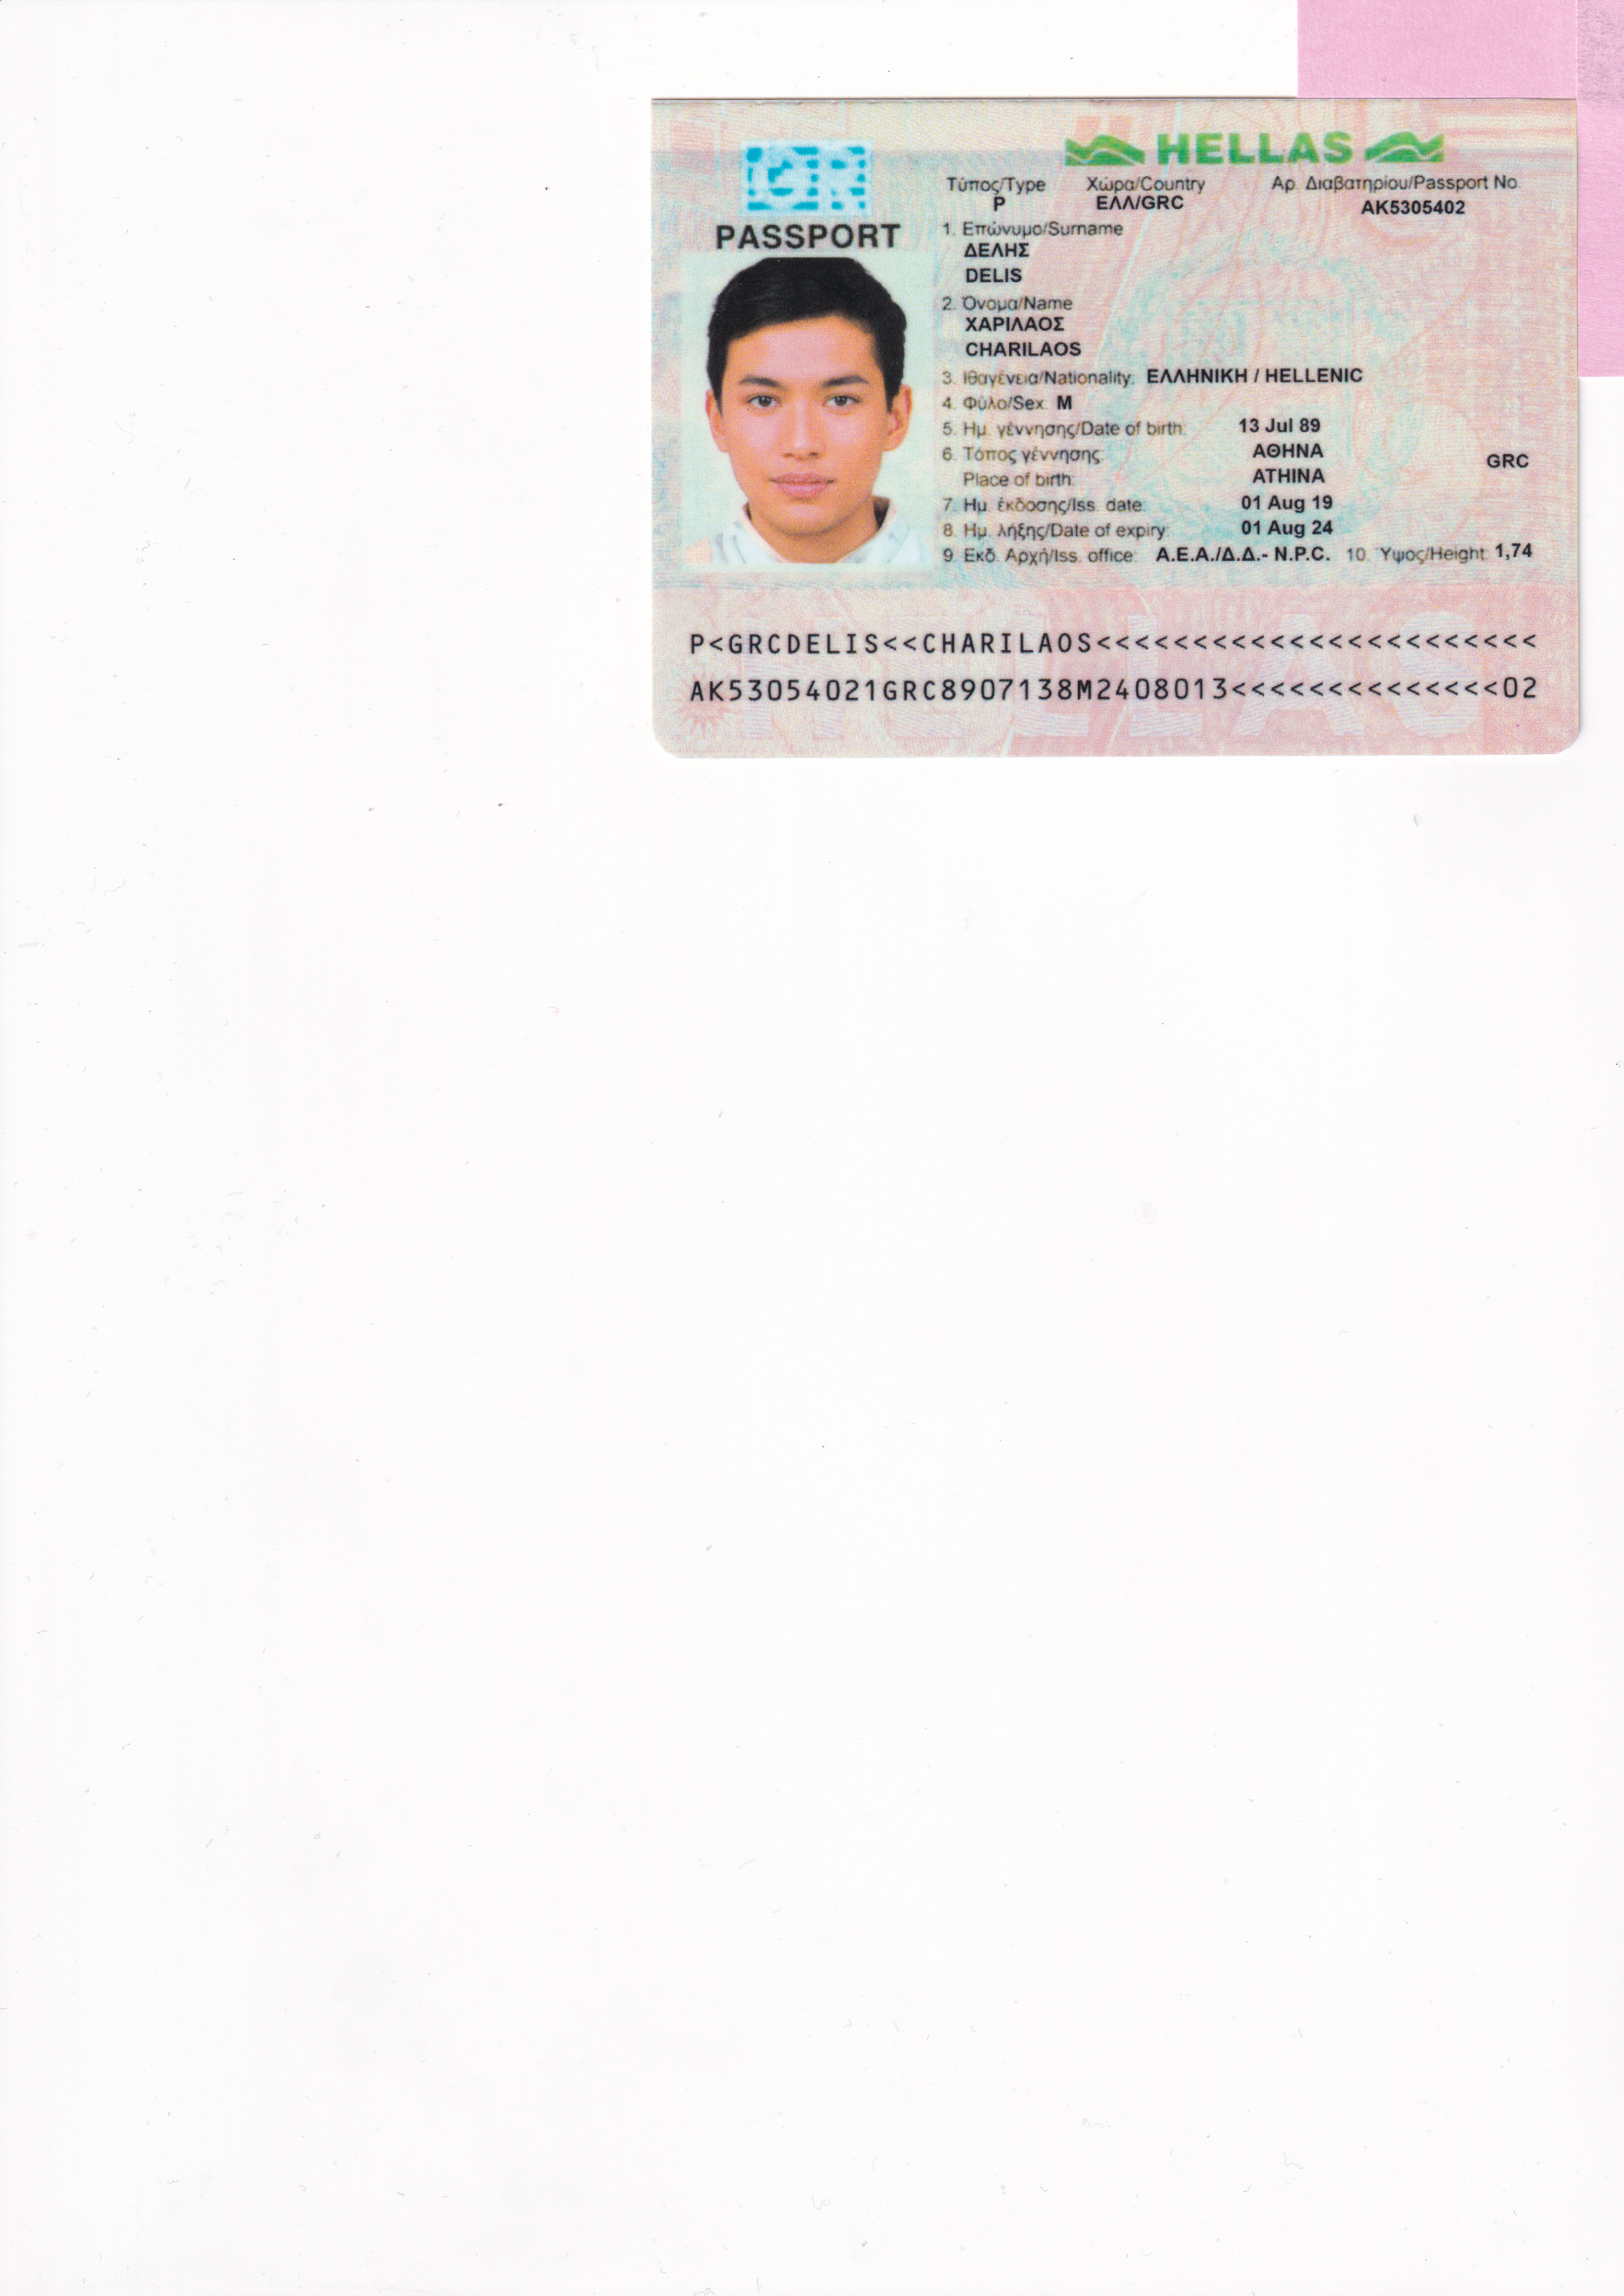 GR
PASSPORT
HELLAS
Τύπος/Type Χώρα/Country Αρ. Διαβατηρίου/Passport No
P ΕΛΛ/GRC AK5305402
1. Επώνυμο/Surname
ΔΕΛΗΣ
DELIS
2. Όνομα/Name
ΧΑΡΙΛΑΟΣ
CHARILAOS
3. Ιθαγένεια/Nationality: ΕΛΛΗΝΙΚΗ / HELLENIC
4. Φύλο/Sex M
5. Ημ. γέννησης/Date of birth: 13 Jul 89
6. Τόπος γέννησης: ΑΘΗΝΑ GRC
Place of birth: ATHINA
7. Ημ. έκδοσης/Iss. date: 01 Aug 19
8. Ημ. λήξης/Date of expiry: 01 Aug 24
9. Εκδ. Αρχή/Iss. office: Α.Ε.Α./Δ.Δ.- N.P.C. 10. Ύψος/Height: 1,74
P<GRCDELIS<<CHARILAOS<<<<<<<<<<<<<<<<<<<<<<<
AK53054021GRC8907138M2408013<<<<<<<<<<<<<<02
HELLAS